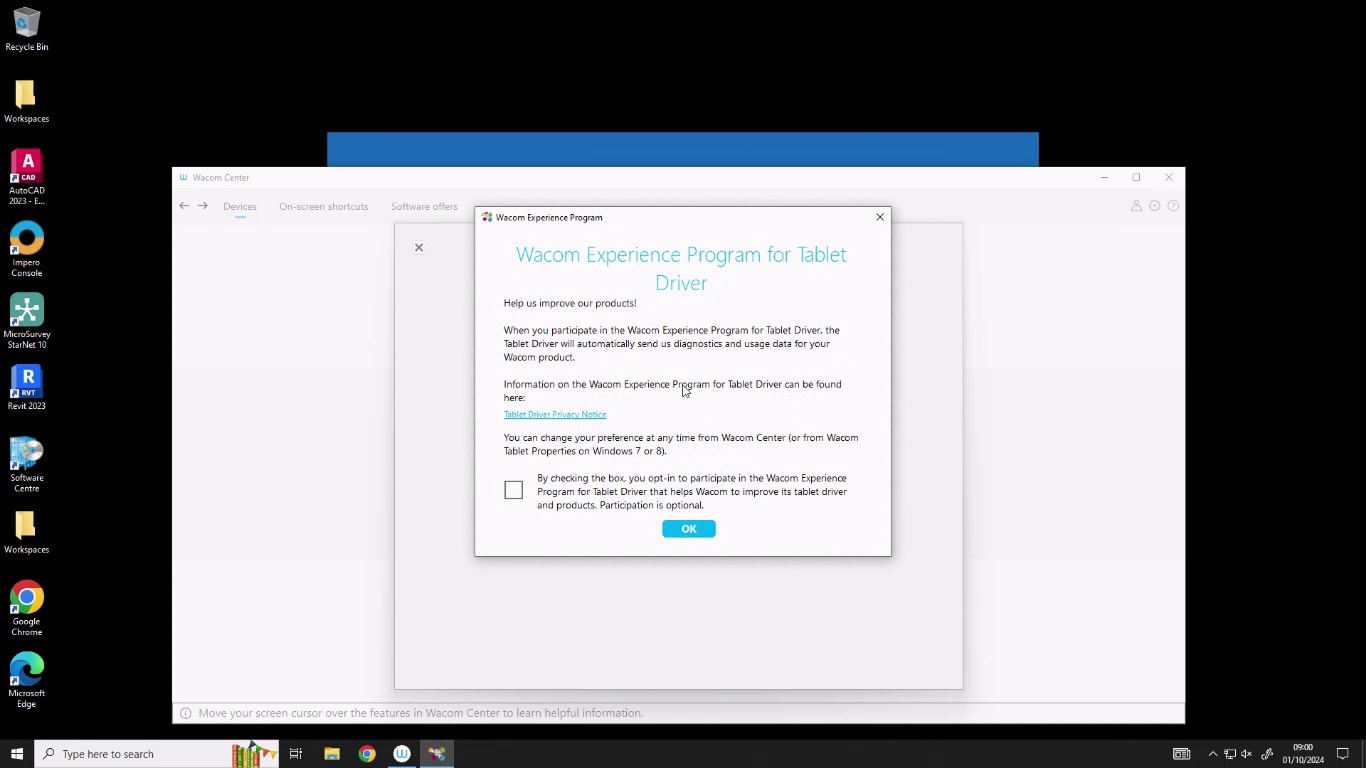 Recycle Bin
Workspaces
AutoCAD
2023 - E...
Impero
Console
MicroSurvey
StarNet 10
Revit 2023
Software
Centre
Workspaces
Google
Chrome
Microsoft
Edge
A
CAD
R
RVT
Wacom Center
Devices
On-screen shortcuts
Software offers
Wacom Experience Program
Wacom Experience Program for Tablet
Driver
Help us improve our products!
When you participate in the Wacom Experience Program for Tablet Driver, the
Tablet Driver will automatically send us diagnostics and usage data for your
Wacom product.
Information on the Wacom Experience Program for Tablet Driver can be found
here:
Tablet Driver Privacy Notice
You can change your preference at any time from Wacom Center (or from Wacom
Tablet Properties on Windows 7 or 8).
By checking the box, you opt-in to participate in the Wacom Experience
Program for Tablet Driver that helps Wacom to improve its tablet driver
and products. Participation is optional.
OK
Move your screen cursor over the features in Wacom Center to learn helpful information.
Type here to search
09:00
01/10/2024